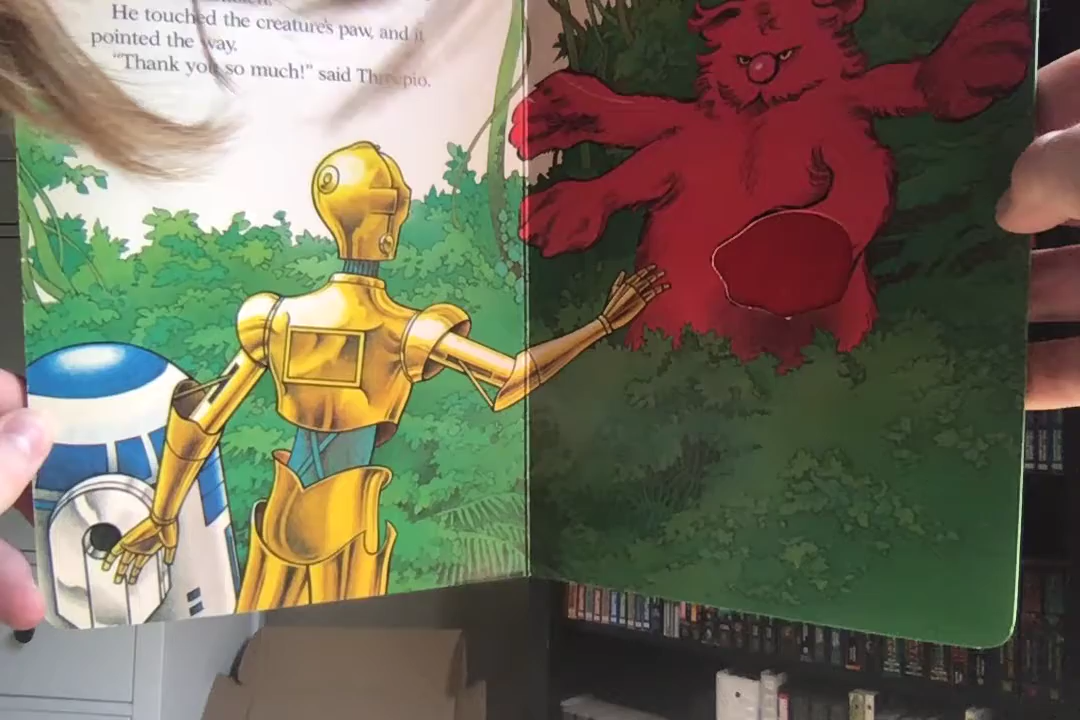 He touched the creature's paw, and it
pointed the way.
"Thank you so much!" said Threepio.